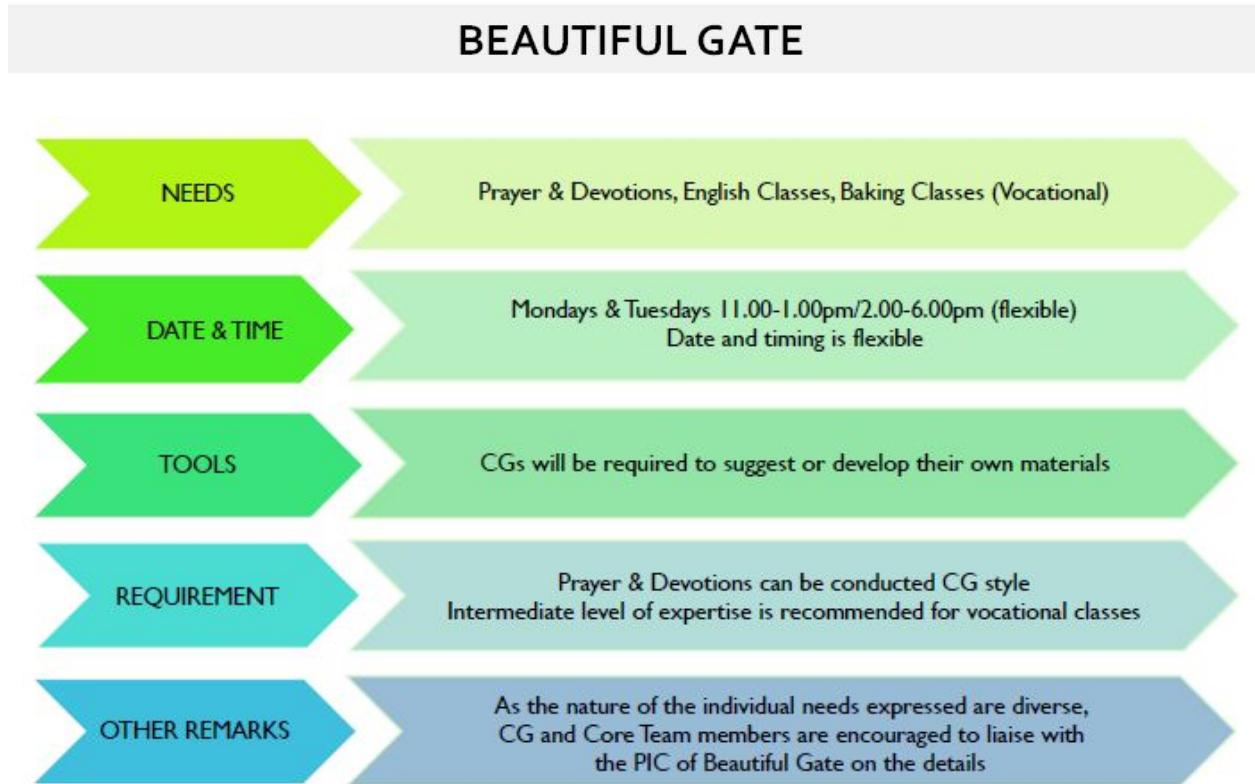 BEAUTIFUL GATE
NEEDS
Prayer & Devotions, English Classes, Baking Classes (Vocational)
DATE & TIME
Mondays & Tuesdays 11.00-1.00pm/2.00-6.00pm (flexible)
Date and timing is flexible
TOOLS
CGs will be required to suggest or develop their own materials
REQUIREMENT
Prayer & Devotions can be conducted CG style
Intermediate level of expertise is recommended for vocational classes
OTHER REMARKS
As the nature of the individual needs expressed are diverse,
CG and Core Team members are encouraged to liaise with
the PIC of Beautiful Gate on the details